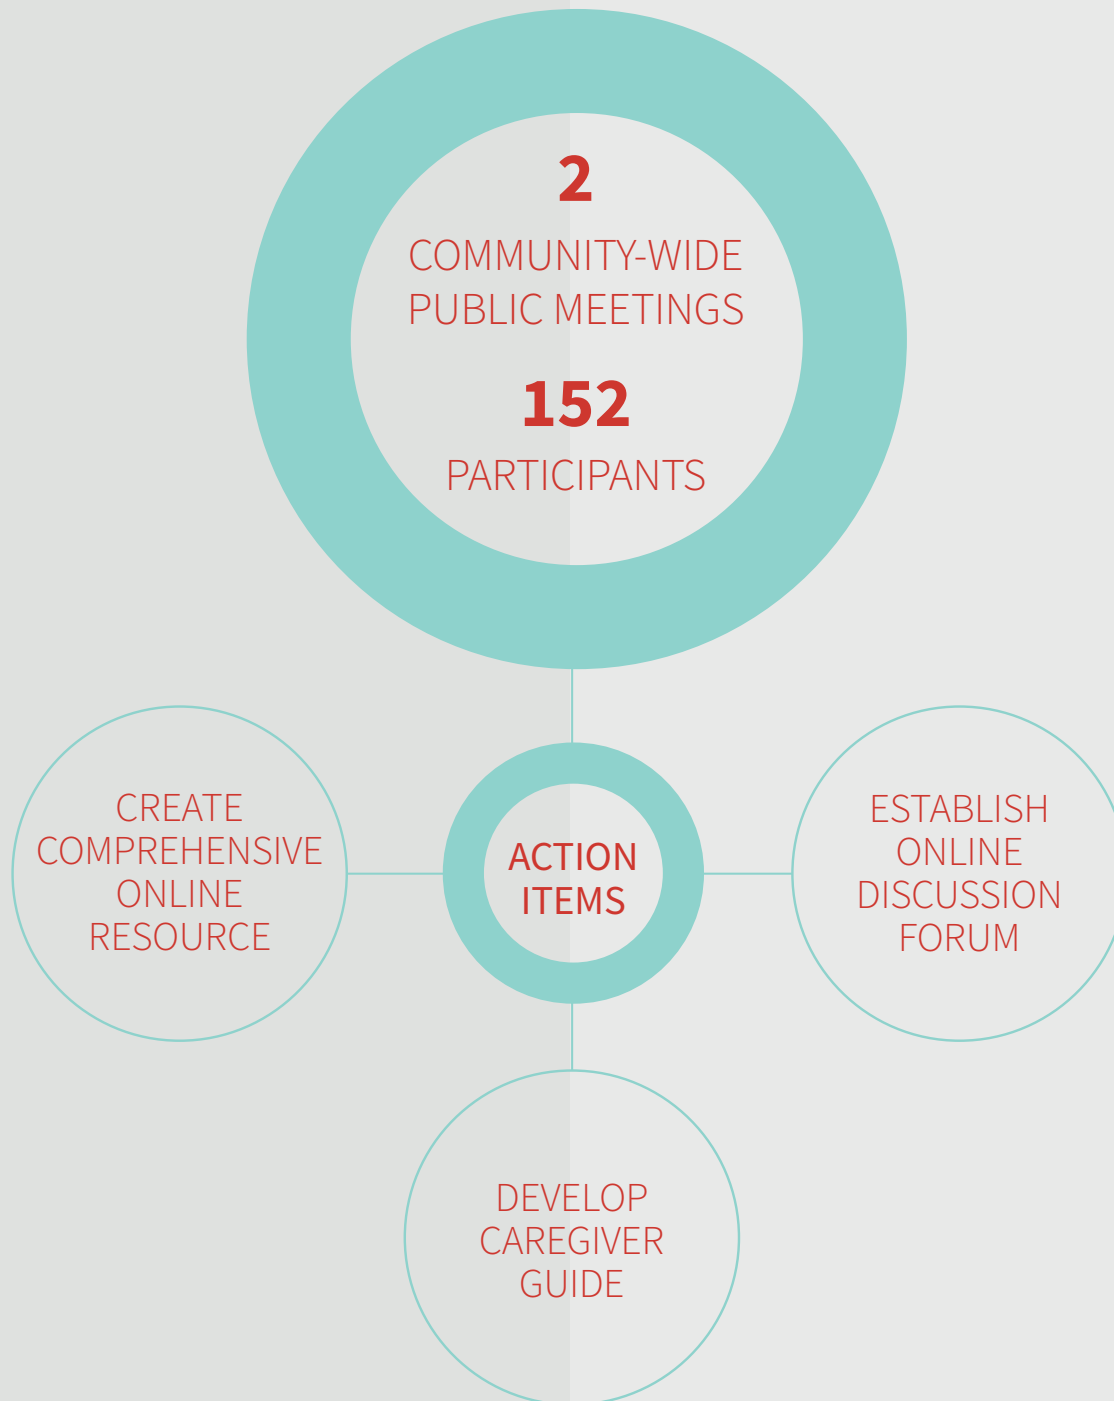 2
COMMUNITY-WIDE
PUBLIC MEETINGS
152
PARTICIPANTS
ACTION
ITEMS
CREATE
COMPREHENSIVE
ONLINE
RESOURCE
ESTABLISH
ONLINE
DISCUSSION
FORUM
DEVELOP
CAREGIVER
GUIDE